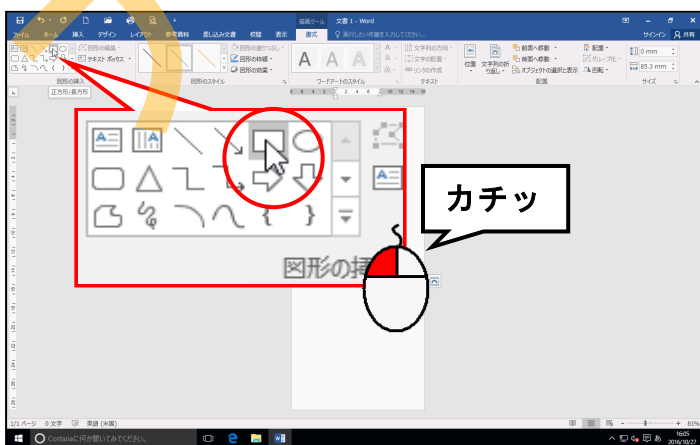 描画ツール 文書 1 - Word
ファイル ホーム 挿入 デザイン レイアウト 参考資料 差し込み文書 校閲 表示 書式 実行したい作業を入力してください... サインイン 共有
図形の編集 テキスト ボックス
図形の塗りつぶし 図形の枠線 図形の効果
文字列の方向 文字の配置 リンクの作成
位置 文字列の折り返し 前面へ移動 背面へ移動 オブジェクトの選択と表示
配置 グループ化 回転
0 mm
85.3 mm
図形の挿入 図形のスタイル ワードアートのスタイル テキスト 配置 サイズ
正方形/長方形
カチッ
図形の挿
1/1 ページ 0 文字 英語 (米国)
Cortanaに何か聞いてみてください。
16:05
2016/10/27